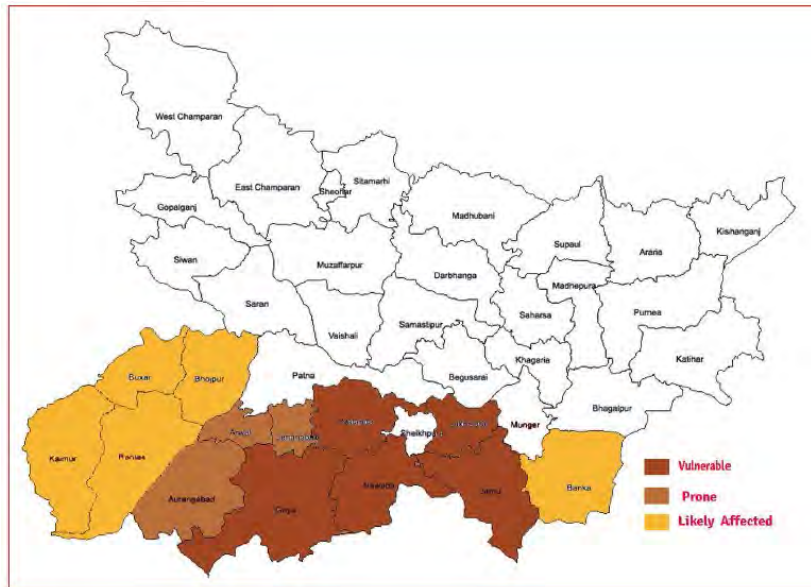 West Champaran
East Champaran
Sitamarhi
Sheohar
Gopalganj
Madhubani
Kishanganj
Supaul
Araria
Siwan
Muzaffarpur
Darbhanga
Madhepura
Saran
Vaishali
Samastipur
Saharsa
Purnea
Khagaria
Katihar
Begusarai
Patna
Buxar
Bhojpur
Bhagalpur
Munger
Sheikhpura
Arwal
Kaimur
Rohtas
Aurangabad
Gaya
Nawada
Jamui
Banka
Vulnerable
Prone
Likely Affected